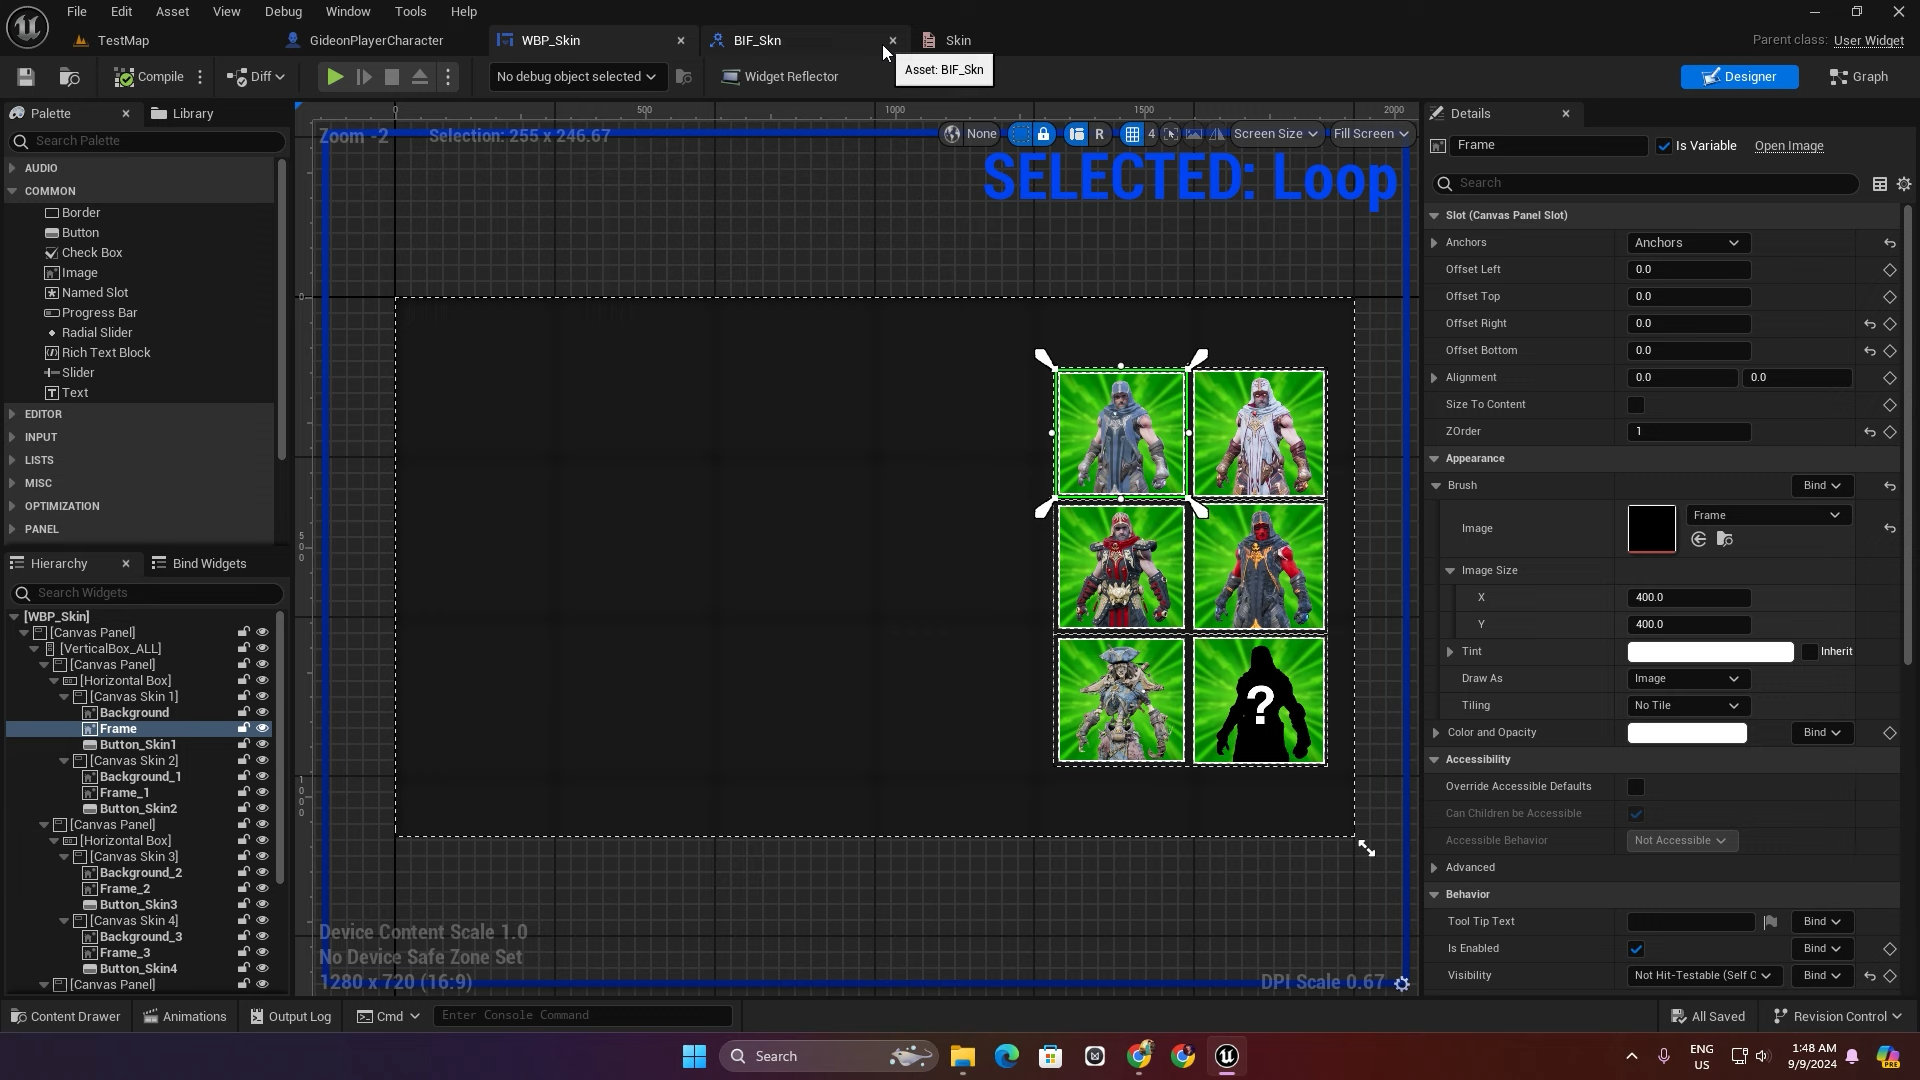 File Edit Asset View Debug Window Tools Help
TestMap GideonPlayerCharacter WBP_Skin BIF_Skn Skin Parent class: User Widget
Compile Diff No debug object selected Widget Reflector Asset: BIF_Skn Designer Graph
Palette Library
Search Palette
AUDIO
COMMON
Border
Button
Check Box
Image
Named Slot
Progress Bar
Radial Slider
Rich Text Block
Slider
Text
EDITOR
INPUT
LISTS
MISC
OPTIMIZATION
PANEL
Hierarchy Bind Widgets
Search Widgets
[WBP_Skin]
[Canvas Panel]
[VerticalBox_ALL]
[Canvas Panel]
[Horizontal Box]
[Canvas Skin 1]
Background
Frame
Button_Skin1
[Canvas Skin 2]
Background_1
Frame_1
Button_Skin2
[Canvas Panel]
[Horizontal Box]
[Canvas Skin 3]
Background_2
Frame_2
Button_Skin3
[Canvas Skin 4]
Background_3
Frame_3
Button_Skin4
[Canvas Panel]
0 500 1000 1500 2000
Zoom -2 Selection: 255 x 246.67 None R 4 Screen Size Fill Screen
SELECTED: Loop
0
500
1000
?
Device Content Scale 1.0
No Device Safe Zone Set
1280 x 720 (16:9) DPI Scale 0.67
Details
Frame Is Variable Open Image
Search
Slot (Canvas Panel Slot)
Anchors Anchors
Offset Left 0.0
Offset Top 0.0
Offset Right 0.0
Offset Bottom 0.0
Alignment 0.0 0.0
Size To Content
ZOrder 1
Appearance
Brush Bind
Image Frame
Image Size
X 400.0
Y 400.0
Tint Inherit
Draw As Image
Tiling No Tile
Color and Opacity Bind
Accessibility
Override Accessible Defaults
Can Children be Accessible
Accessible Behavior Not Accessible
Advanced
Behavior
Tool Tip Text Bind
Is Enabled Bind
Visibility Not Hit-Testable (Self C Bind
Content Drawer Animations Output Log Cmd Enter Console Command All Saved Revision Control
Search ENG US 1:48 AM 9/9/2024 PRE